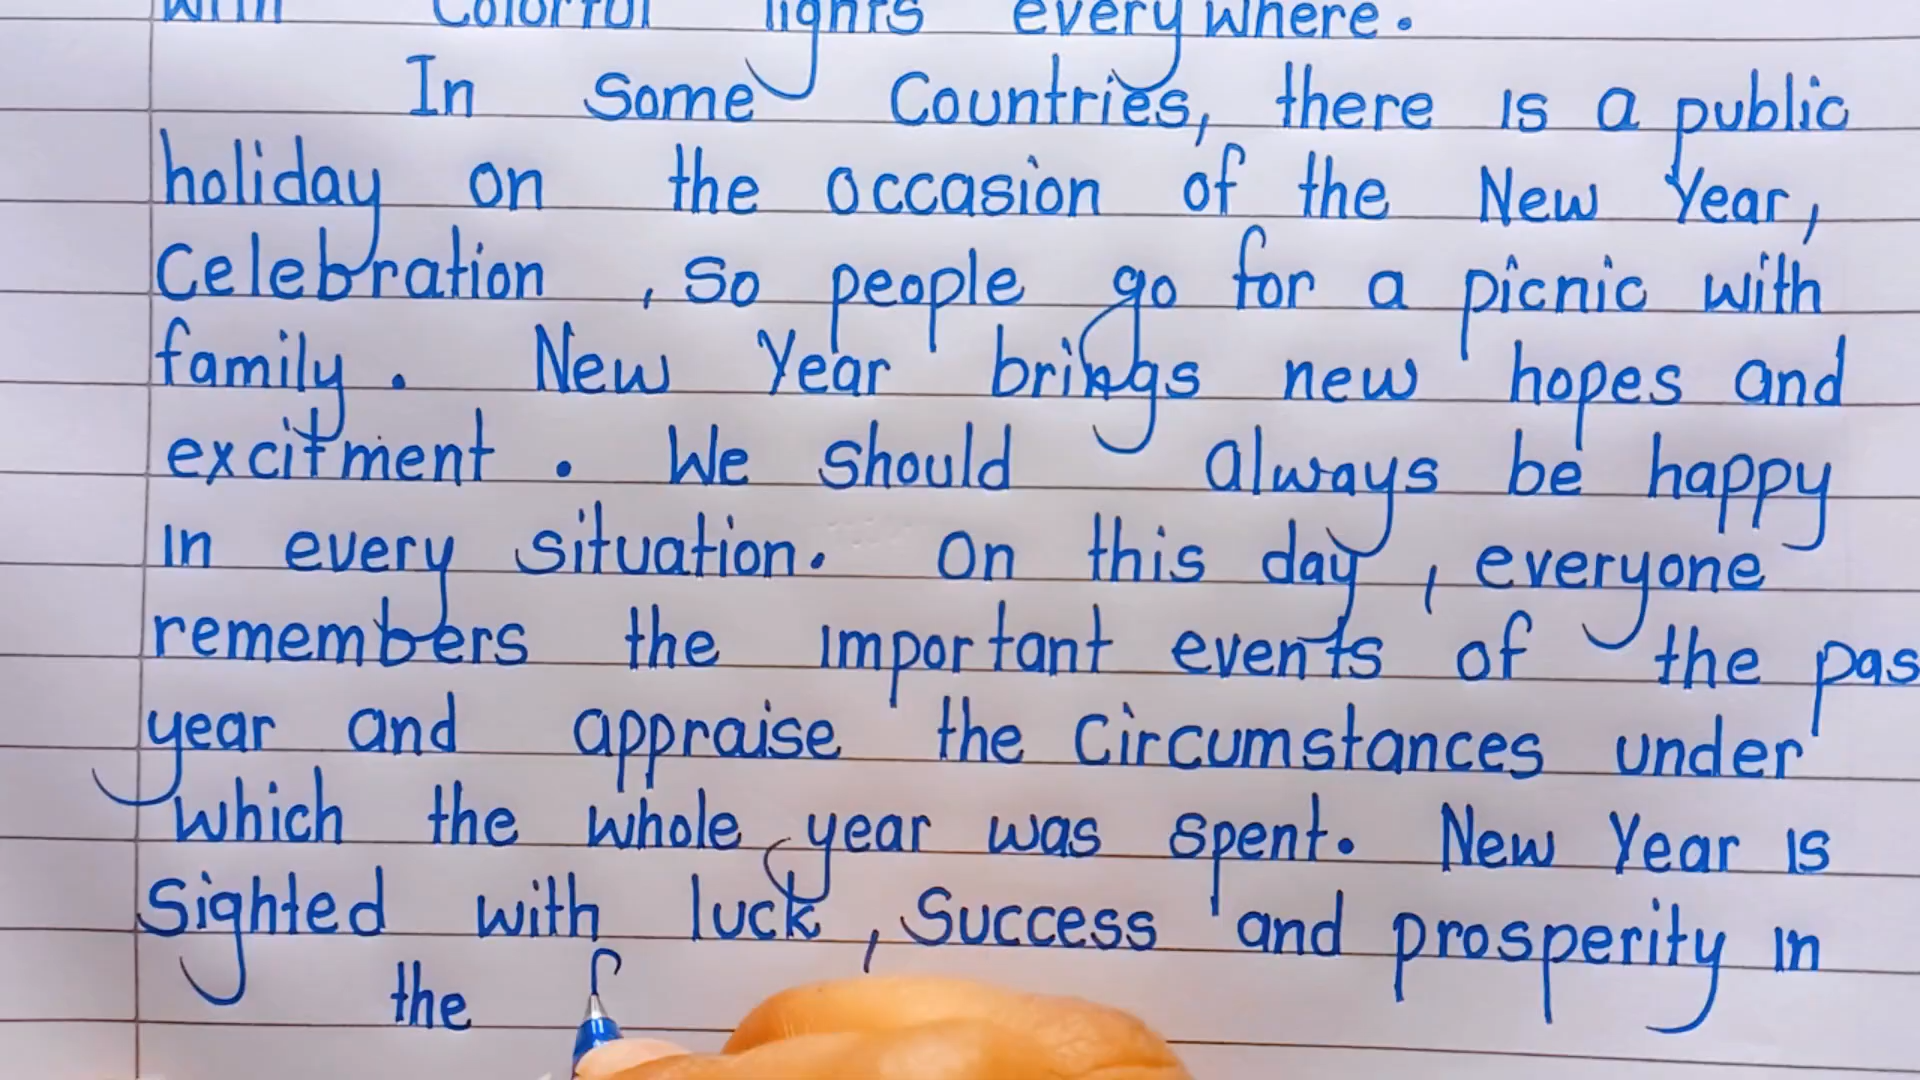 with Colorful lights everywhere.
In Some Countries, there is a public
holiday on the occasion of the New Year,
Celebration , So people go for a picnic with
family . New Year brings new hopes and
excitment . We should always be happy
in every situation. On this day , everyone
remembers the important events of the pas
year and appraise the Circumstances under
which the whole year was spent. New Year is
Sighted with luck , Success and prosperity in
the